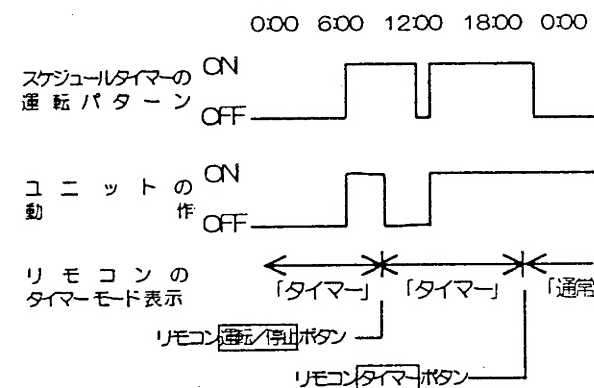 0:00 6:00 12:00 18:00 0:00
スケジュールタイマーの
運転パターン
ON
OFF
ユニットの
動作
ON
OFF
リモコンの
タイマーモード表示
「タイマー」 「タイマー」 「通常
リモコン運転/停止ボタン
リモコンタイマーボタン